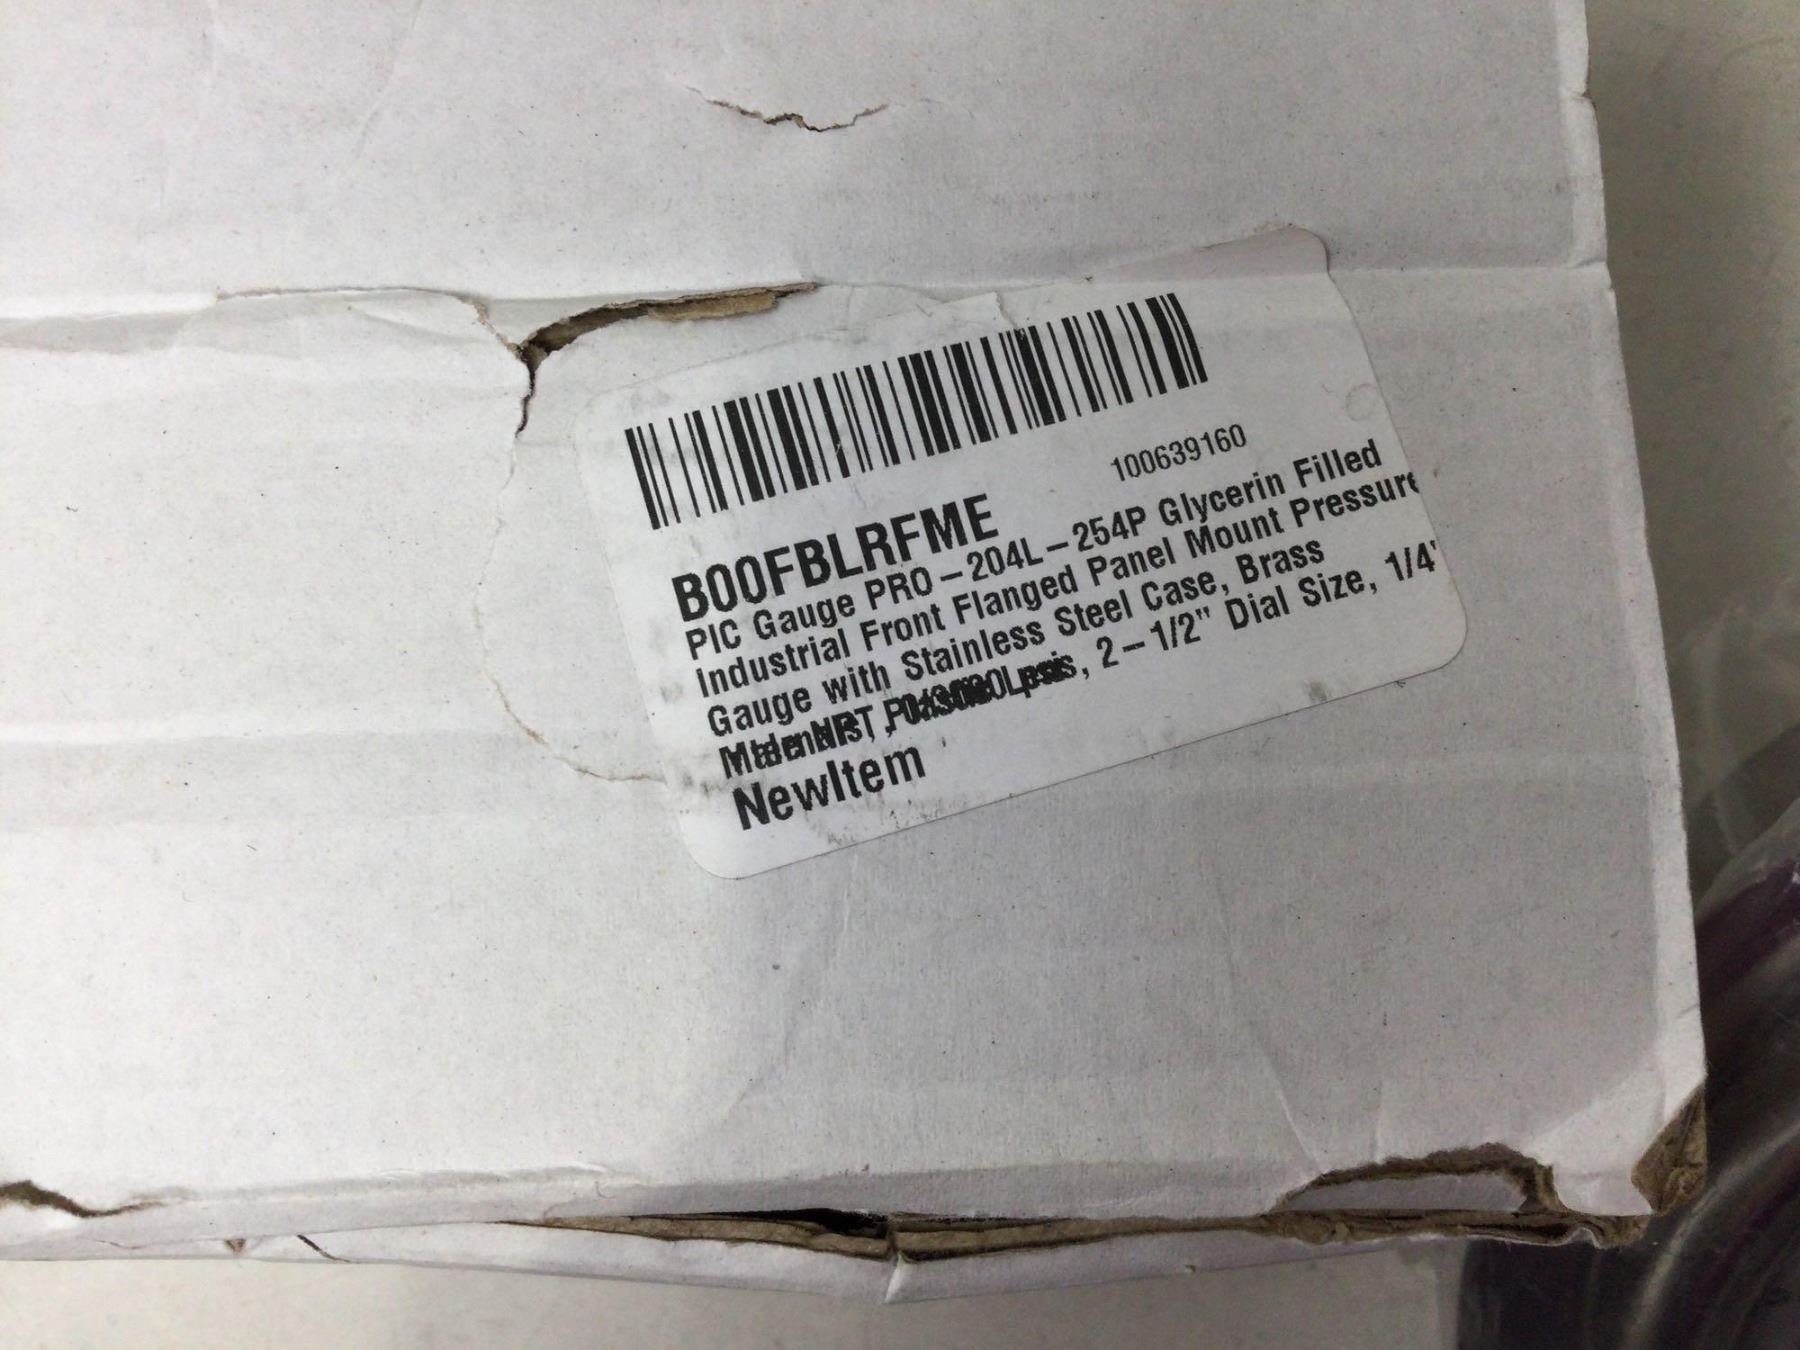 100639160
B00FBLRFME
PIC Gauge PRO-204L-254P Glycerin Filled
Industrial Front Flanged Panel Mount Pressure
Gauge with Stainless Steel Case, Brass
2-1/2" Dial Size, 1/4"
NewItem